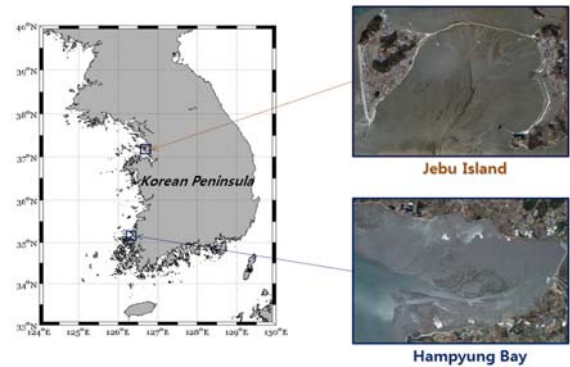 40°N
39°N
38°N
37°N
36°N
35°N
34°N
33°N
124°E 125°E 126°E 127°E 128°E 129°E 130°E
Korean Peninsula
Jebu Island
Hampyung Bay